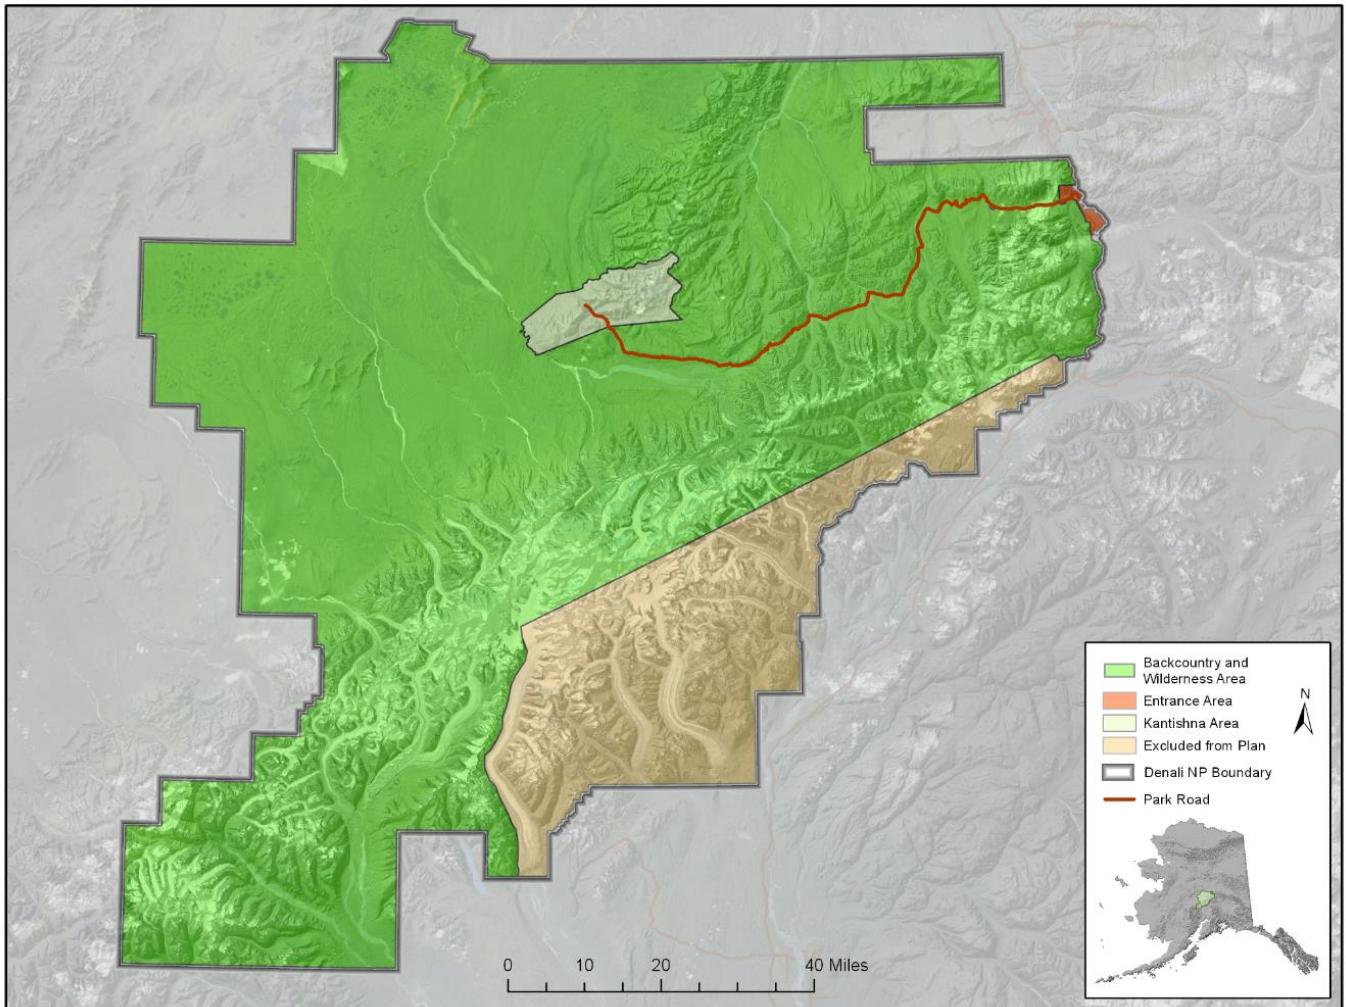 Backcountry and
Wilderness Area
Entrance Area
Kantishna Area
Excluded from Plan
Denali NP Boundary
Park Road
N
0 10 20 40 Miles